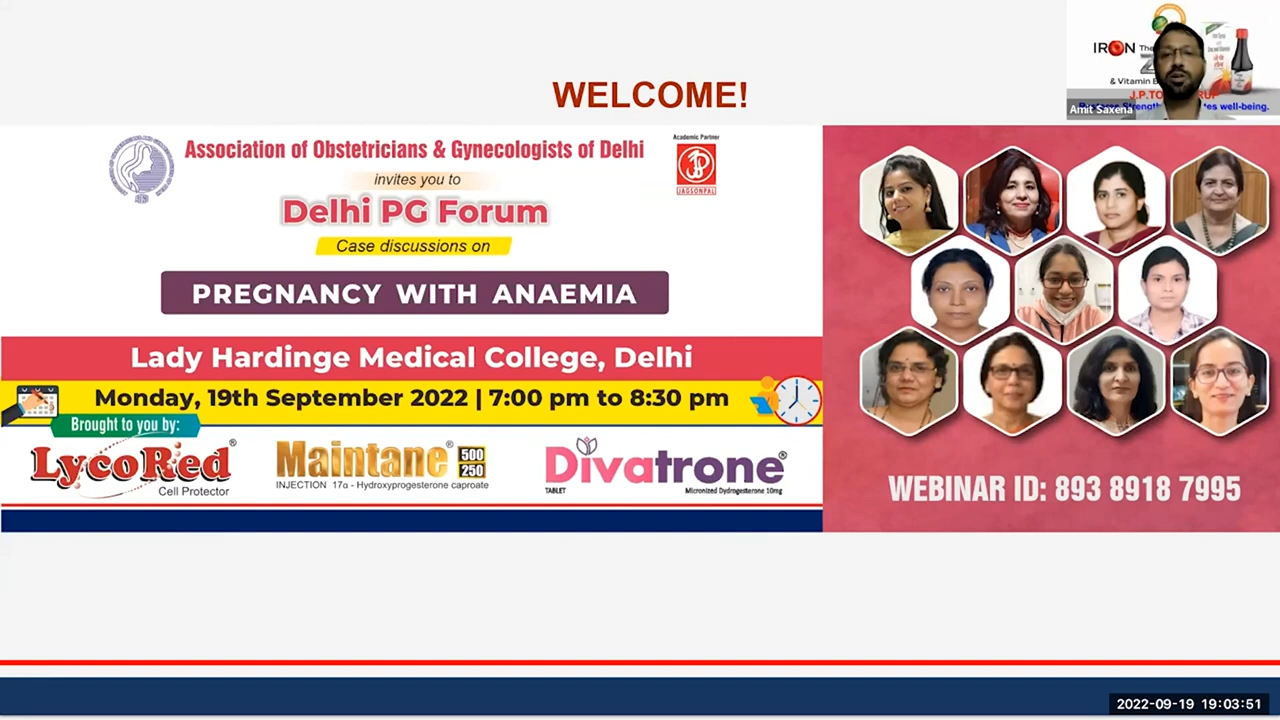 WELCOME!
IRON The
& Vitamin B
J.P.TO
tes well-being.
Amit Saxena
Association of Obstetricians & Gynecologists of Delhi
invites you to
Delhi PG Forum
Case discussions on
PREGNANCY WITH ANAEMIA
Academic Partner
JAGSONPAL
Lady Hardinge Medical College, Delhi
Monday, 19th September 2022 | 7:00 pm to 8:30 pm
Brought to you by:
LycoRed®
Cell Protector
Maintane® 500 250
INJECTION 17α - Hydroxyprogesterone caproate
Divatrone®
TABLET Micronized Dydrogesterone 10mg
WEBINAR ID: 893 8918 7995
2022-09-19 19:03:51